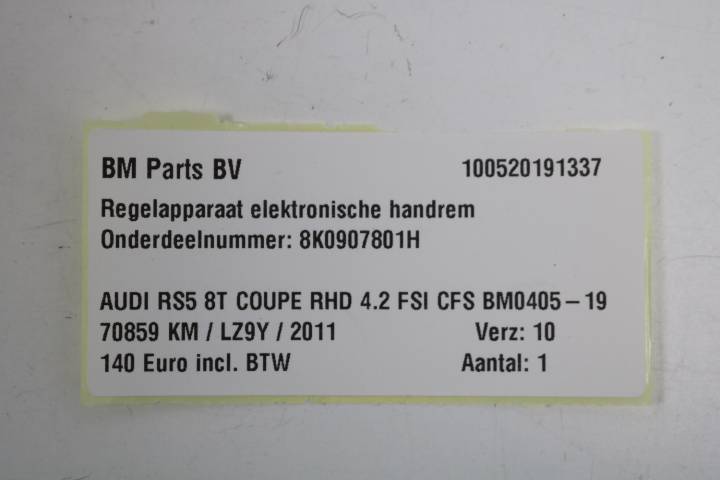 BM Parts BV 100520191337
Regelapparaat elektronische handrem
Onderdeelnummer: 8K0907801H
AUDI RS5 8T COUPE RHD 4.2 FSI CFS BM0405-19
70859 KM / LZ9Y / 2011 Verz: 10
140 Euro incl. BTW Aantal: 1